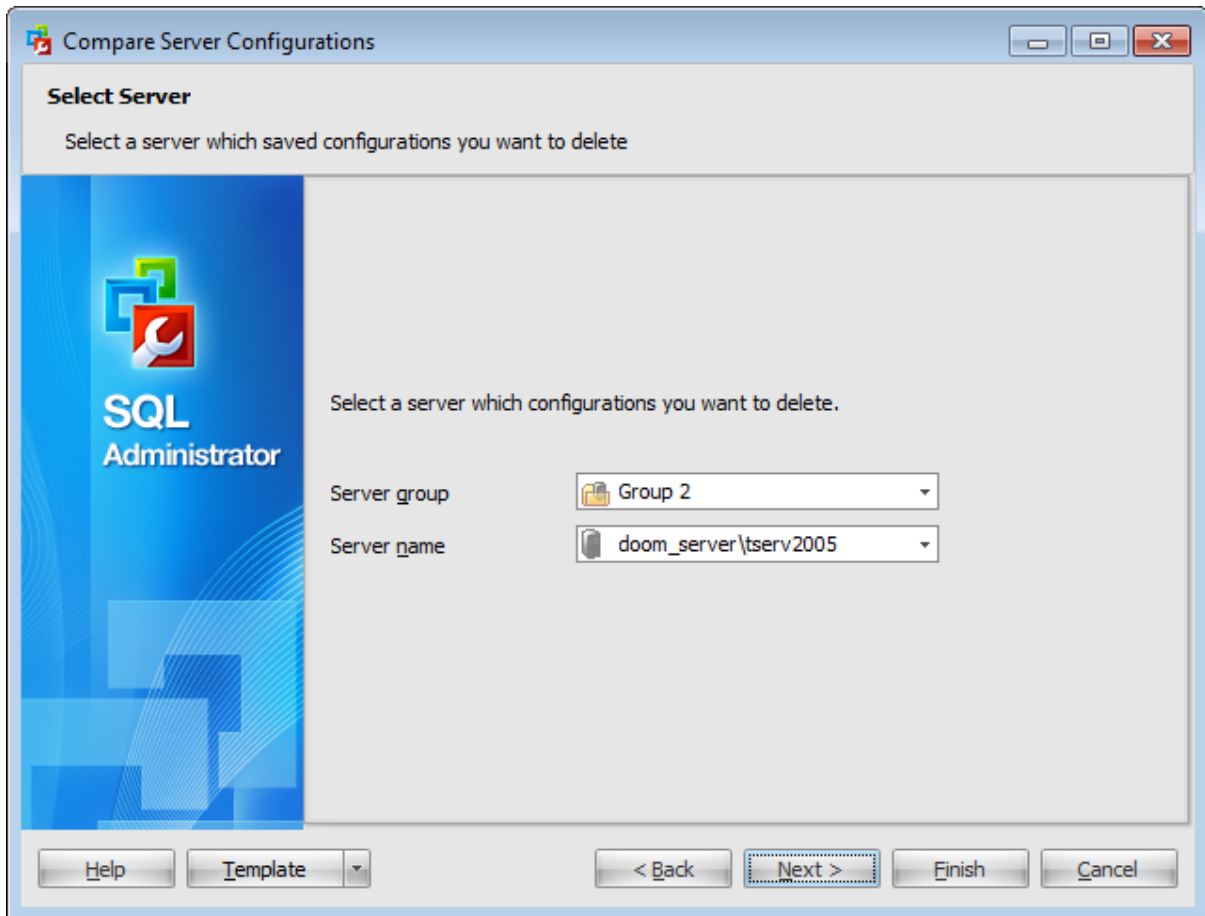 Compare Server Configurations
Select Server
Select a server which saved configurations you want to delete
SQL
Administrator
Select a server which configurations you want to delete.
Server group
Group 2
Server name
doom_server\tserv2005
Help
Template
< Back
Next >
Finish
Cancel